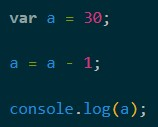 var a = 30;
a = a - 1;
console.log(a);